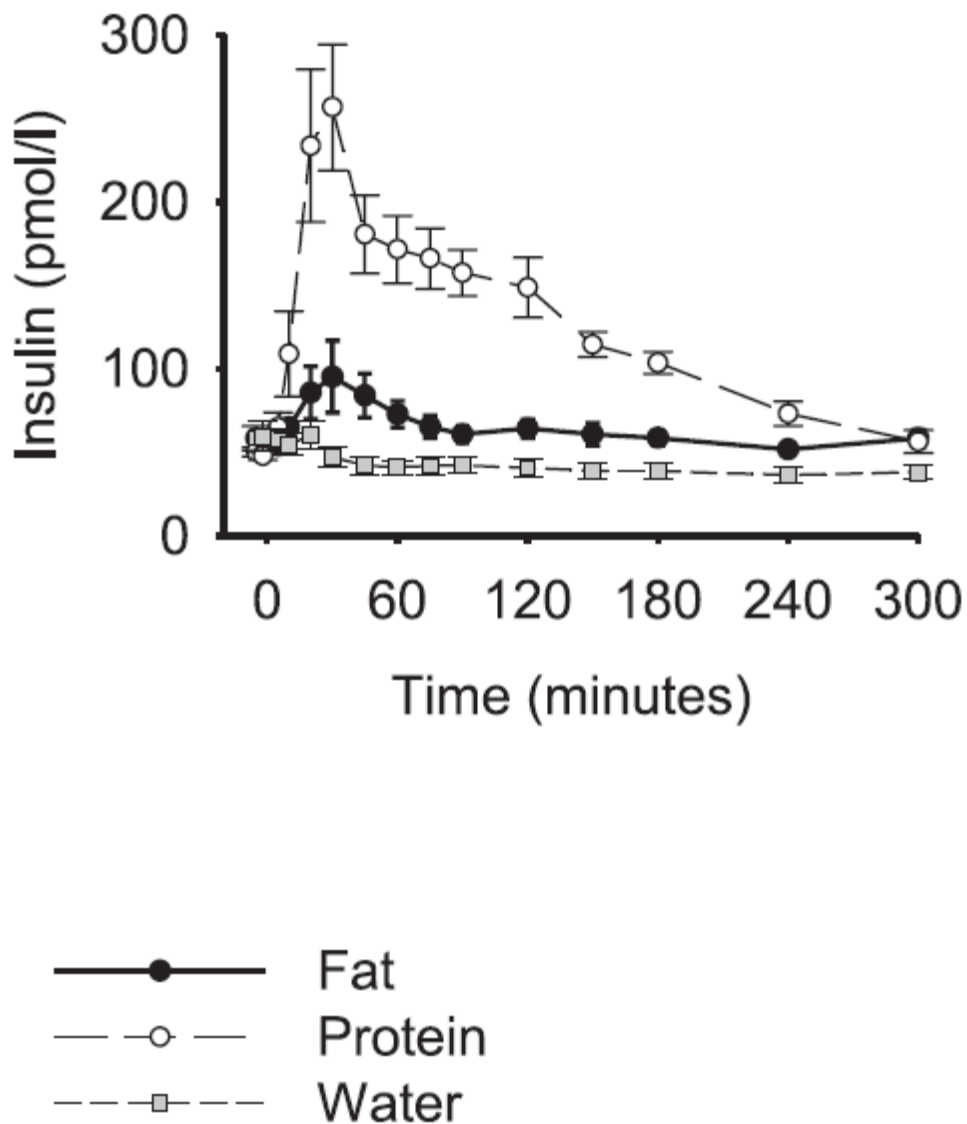 300
200
100
0
Insulin (pmol/l)
0 60 120 180 240 300
Time (minutes)
Fat
Protein
Water